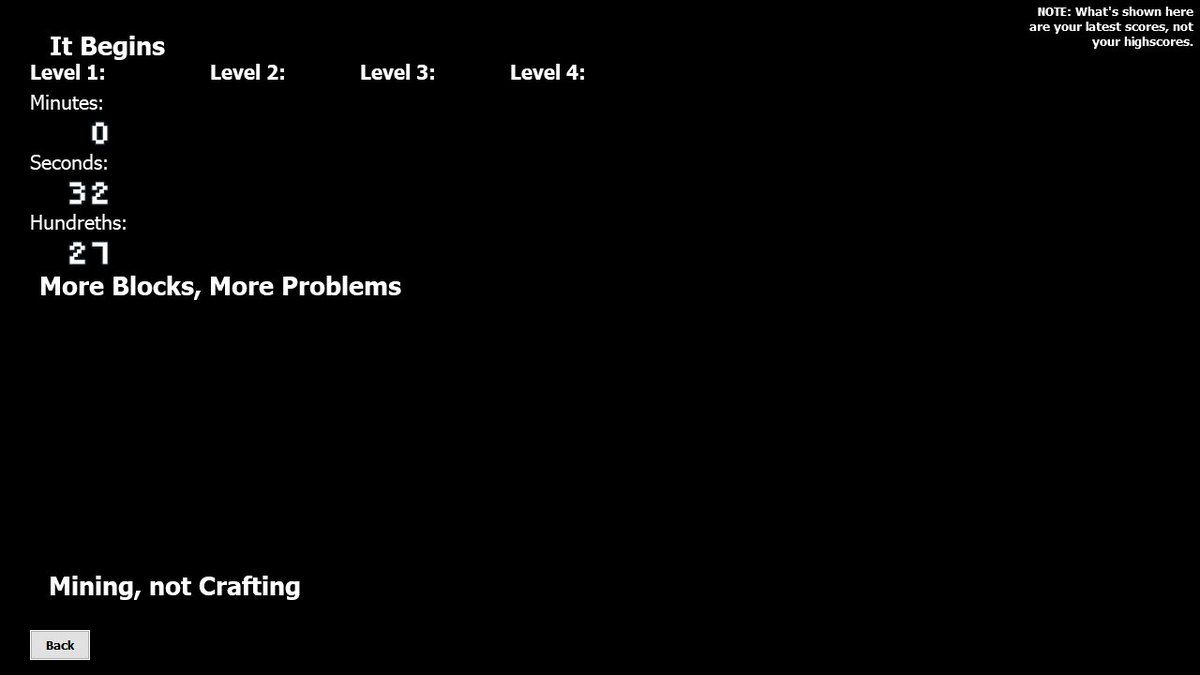 NOTE: What's shown here
are your latest scores, not
your highscores.
It Begins
Level 1: Level 2: Level 3: Level 4:
Minutes:
0
Seconds:
32
Hundreths:
27
More Blocks, More Problems
Mining, not Crafting
Back